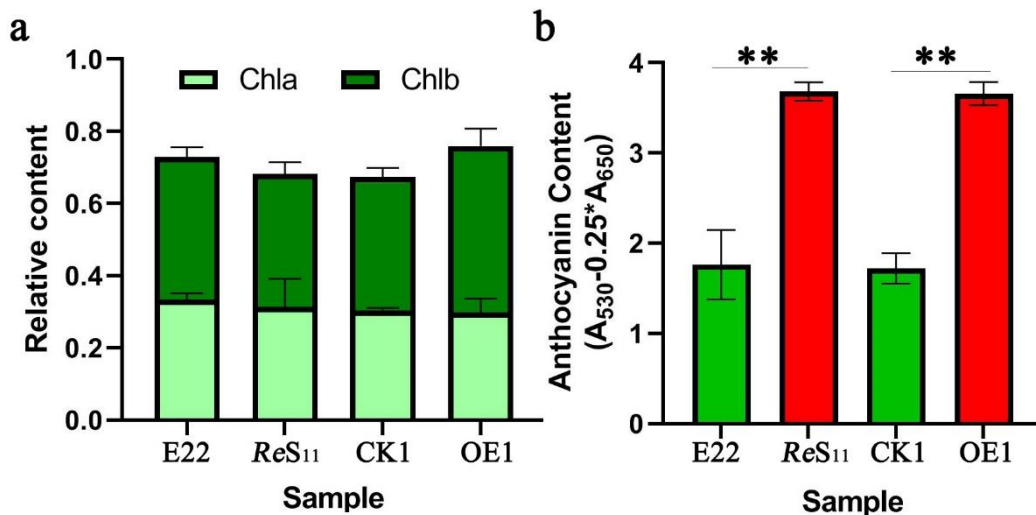 a
1.0
0.8
0.6
0.4
0.2
0.0
Relative content
Chla Chlb
E22 ReS₁₁ CK1 OE1
Sample
b
4
3
2
1
0
Anthocyanin Content
(A₅₃₀-0.25*A₆₅₀)
** **
E22 ReS₁₁ CK1 OE1
Sample